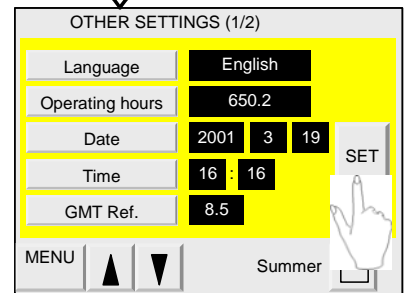 OTHER SETTINGS (1/2)
Language English
Operating hours 650.2
Date 2001 3 19
Time 16 : 16
SET
GMT Ref. 8.5
MENU Summer